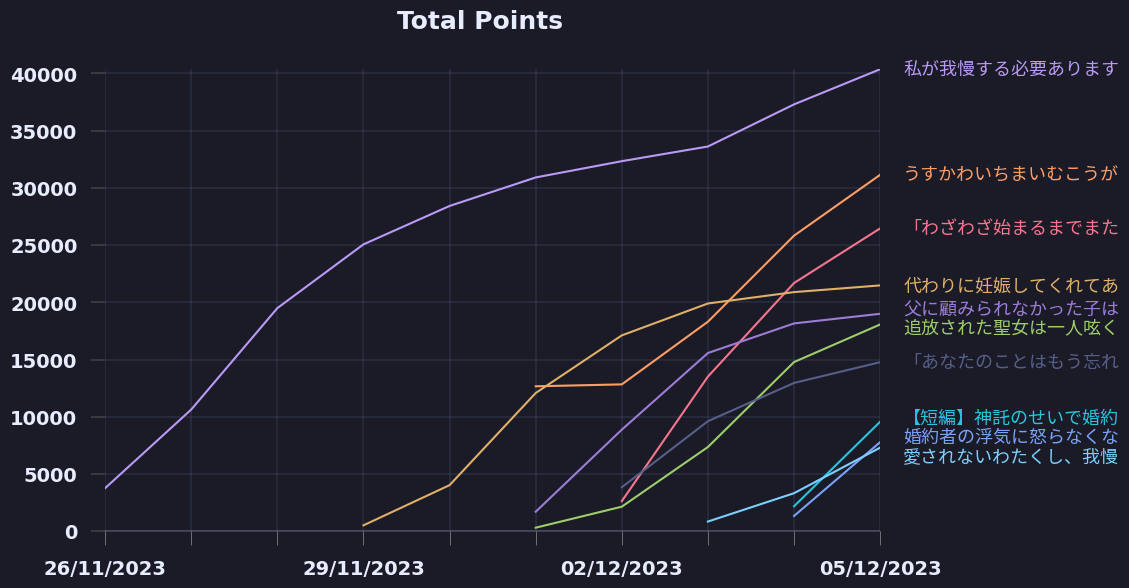 Total Points
40000
35000
30000
25000
20000
15000
10000
5000
0
26/11/2023
29/11/2023
02/12/2023
05/12/2023
私が我慢する必要あります
うすかわいちまいむこうが
「わざわざ始まるまでまた
代わりに妊娠してくれてあ
父に顧みられなかった子は
追放された聖女は一人呟く
「あなたのことはもう忘れ
【短編】神託のせいで婚約
婚約者の浮気に怒らなくな
愛されないわたくし、我慢